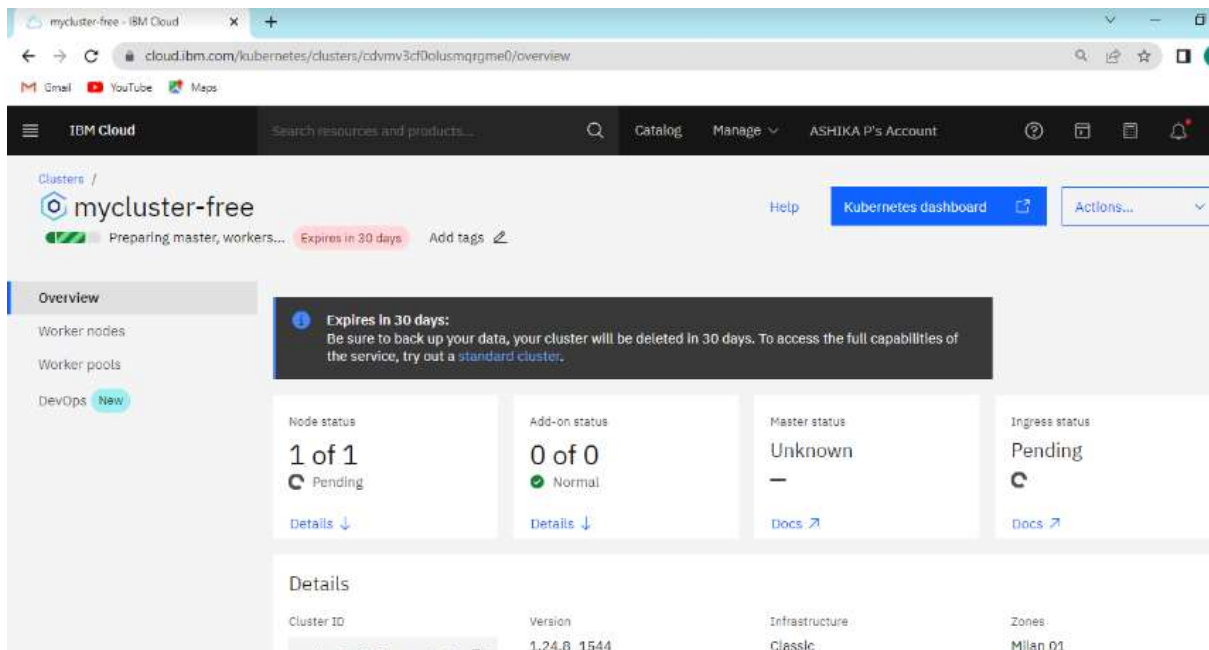 mycluster-free - IBM Cloud
cloud.ibm.com/kubernetes/clusters/cdvmv3cf0olusmqrgme0/overview
Gmail YouTube Maps
IBM Cloud Search resources and products... Catalog Manage ASHIKA P's Account
Clusters /
mycluster-free Help Kubernetes dashboard Actions...
Preparing master, workers... Expires in 30 days Add tags
Overview
Worker nodes
Worker pools
DevOps New
Expires in 30 days:
Be sure to back up your data, your cluster will be deleted in 30 days. To access the full capabilities of
the service, try out a standard cluster.
Node status Add-on status Master status Ingress status
1 of 1 0 of 0 Unknown Pending
Pending Normal
Details Details Docs Docs
Details
Cluster ID Version Infrastructure Zones
1.24.8_1544 Classic Milan 01